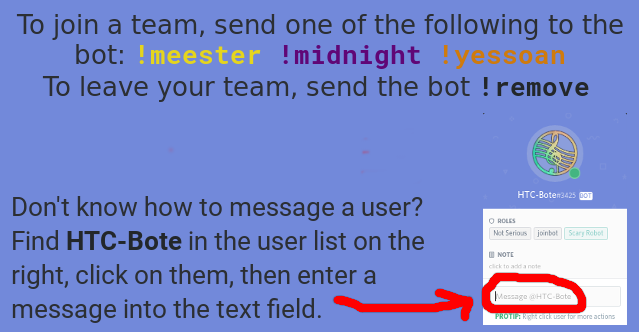 To join a team, send one of the following to the
bot: !meester !midnight !yessoan
To leave your team, send the bot !remove
Don't know how to message a user?
Find HTC-Bote in the user list on the
right, click on them, then enter a
message into the text field.
HTC-Bote#3425 BOT
ROLES
Not Serious joinbot Scary Robot
NOTE
click to add a note
Message @HTC-Bote
PROTIP: Right click user for more actions